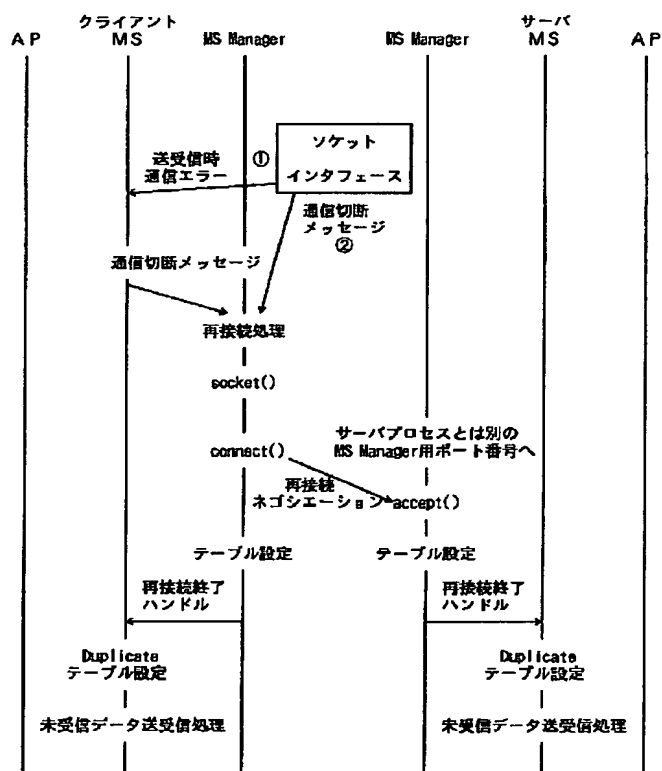 クライアント
サーバ
AP
MS
MS Manager
MS Manager
MS
AP
ソケット
インタフェース
送受信時
通信エラー
①
通信切断
メッセージ
②
通信切断メッセージ
再接続処理
socket()
サーバプロセスとは別の
MS Manager用ポート番号へ
connect()
再接続
ネゴシエーション
accept()
テーブル設定
テーブル設定
再接続終了
ハンドル
再接続終了
ハンドル
Duplicate
テーブル設定
Duplicate
テーブル設定
未受信データ送受信処理
未受信データ送受信処理